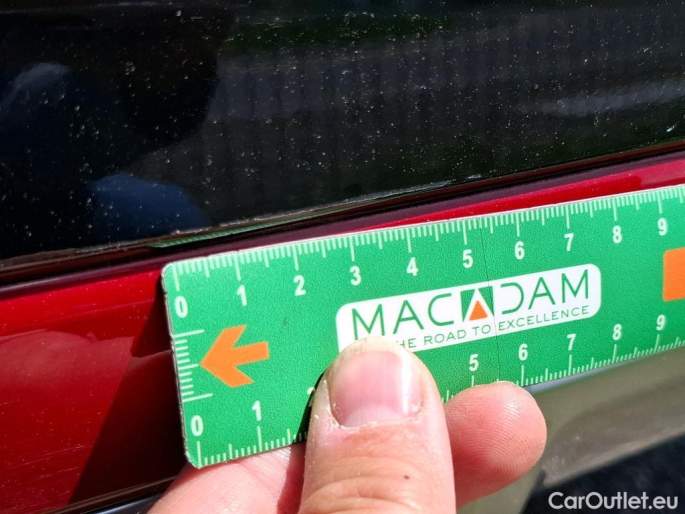 0 1 2 3 4 5 6 7 8 9
MACADAM
HE ROAD TO EXCELLENCE
0 1 5 6 7 8 9
CarOutlet.eu